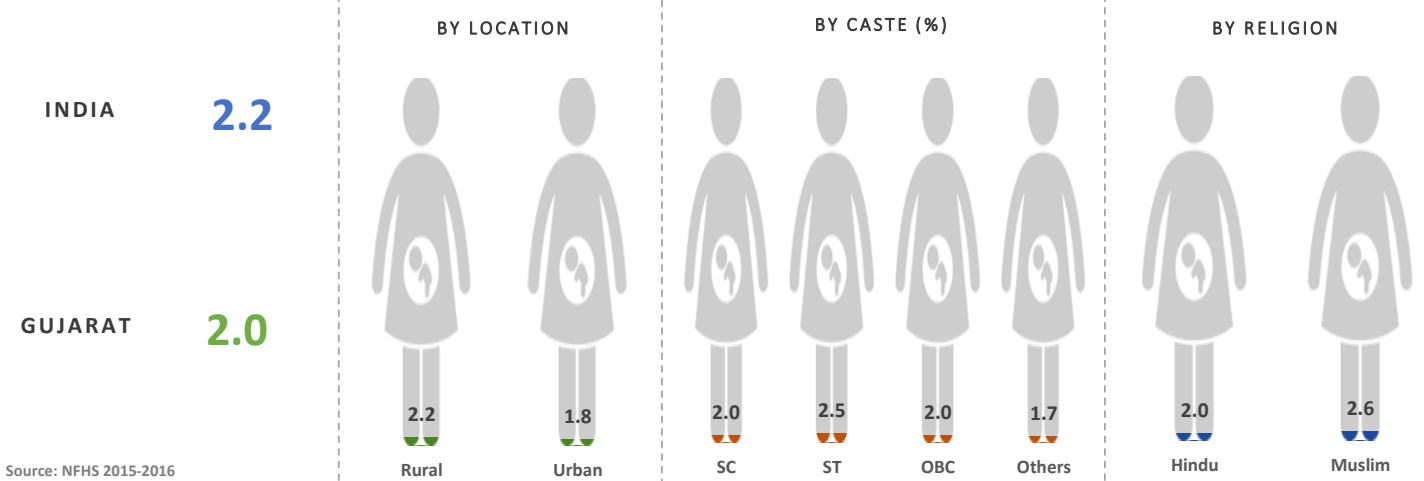 INDIA 2.2
GUJARAT 2.0
Source: NFHS 2015-2016
BY LOCATION
2.2 1.8
Rural Urban
BY CASTE (%)
2.0 2.5 2.0 1.7
SC ST OBC Others
BY RELIGION
2.0 2.6
Hindu Muslim